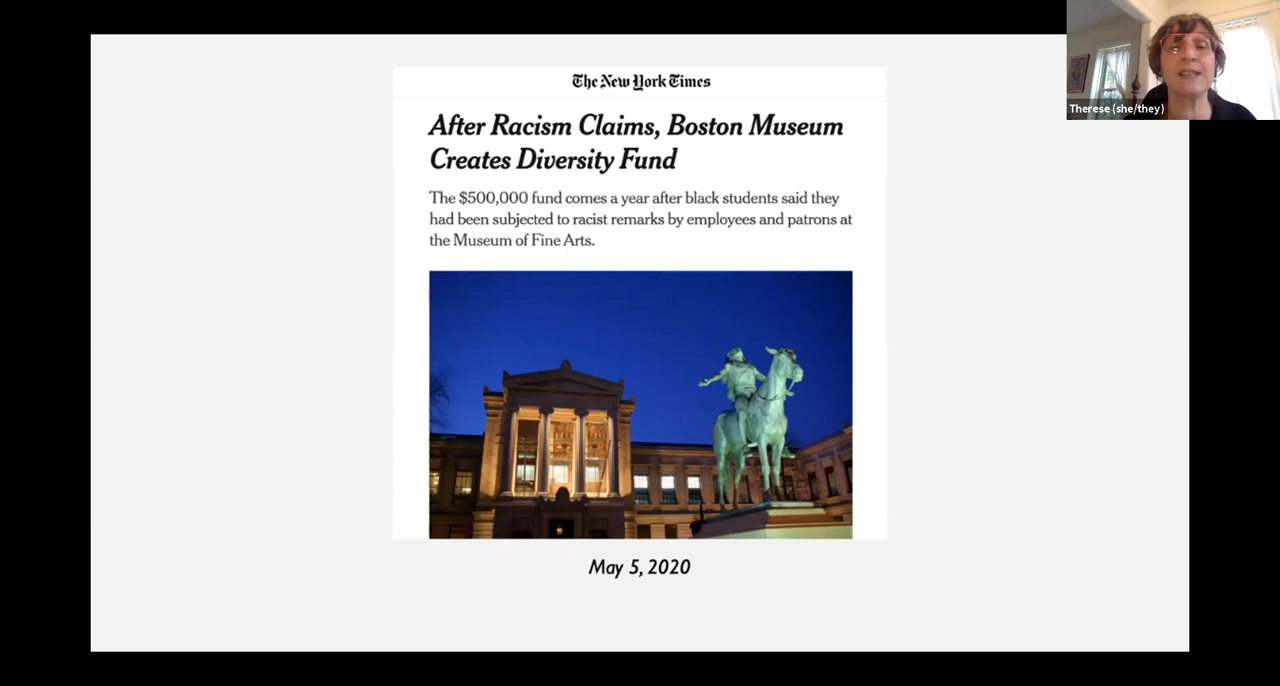 The New York Times
After Racism Claims, Boston Museum
Creates Diversity Fund
The $500,000 fund comes a year after black students said they
had been subjected to racist remarks by employees and patrons at
the Museum of Fine Arts.
May 5, 2020
Therese (she/they)